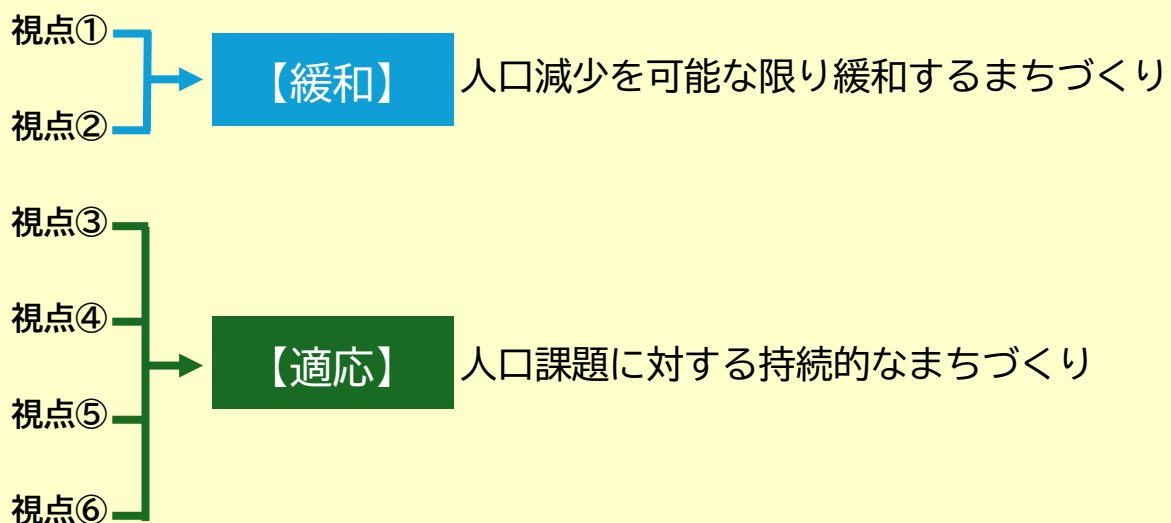 視点①
視点②
【緩和】 人口減少を可能な限り緩和するまちづくり
視点③
視点④
視点⑤
視点⑥
【適応】 人口課題に対する持続的なまちづくり